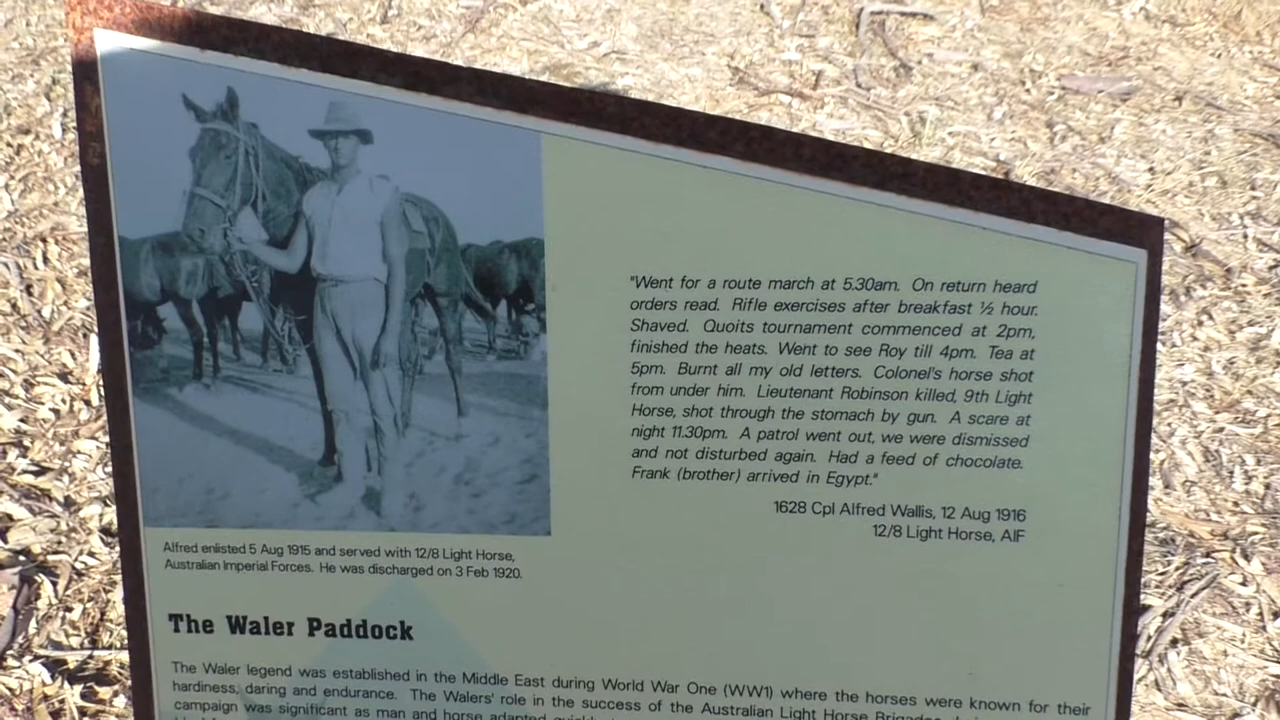 "Went for a route march at 5.30am. On return heard
orders read. Rifle exercises after breakfast ½ hour.
Shaved. Quoits tournament commenced at 2pm,
finished the heats. Went to see Roy till 4pm. Tea at
5pm. Burnt all my old letters. Colonel's horse shot
from under him. Lieutenant Robinson killed, 9th Light
Horse, shot through the stomach by gun. A scare at
night 11.30pm. A patrol went out, we were dismissed
and not disturbed again. Had a feed of chocolate.
Frank (brother) arrived in Egypt."
1628 Cpl Alfred Wallis, 12 Aug 1916
12/8 Light Horse, AIF
Alfred enlisted 5 Aug 1915 and served with 12/8 Light Horse,
Australian Imperial Forces. He was discharged on 3 Feb 1920.
The Waler Paddock
The Waler legend was established in the Middle East during World War One (WW1) where the horses were known for their
hardiness, daring and endurance. The Walers' role in the success of the Australian Light Horse
campaign was significant as man and horse adapted